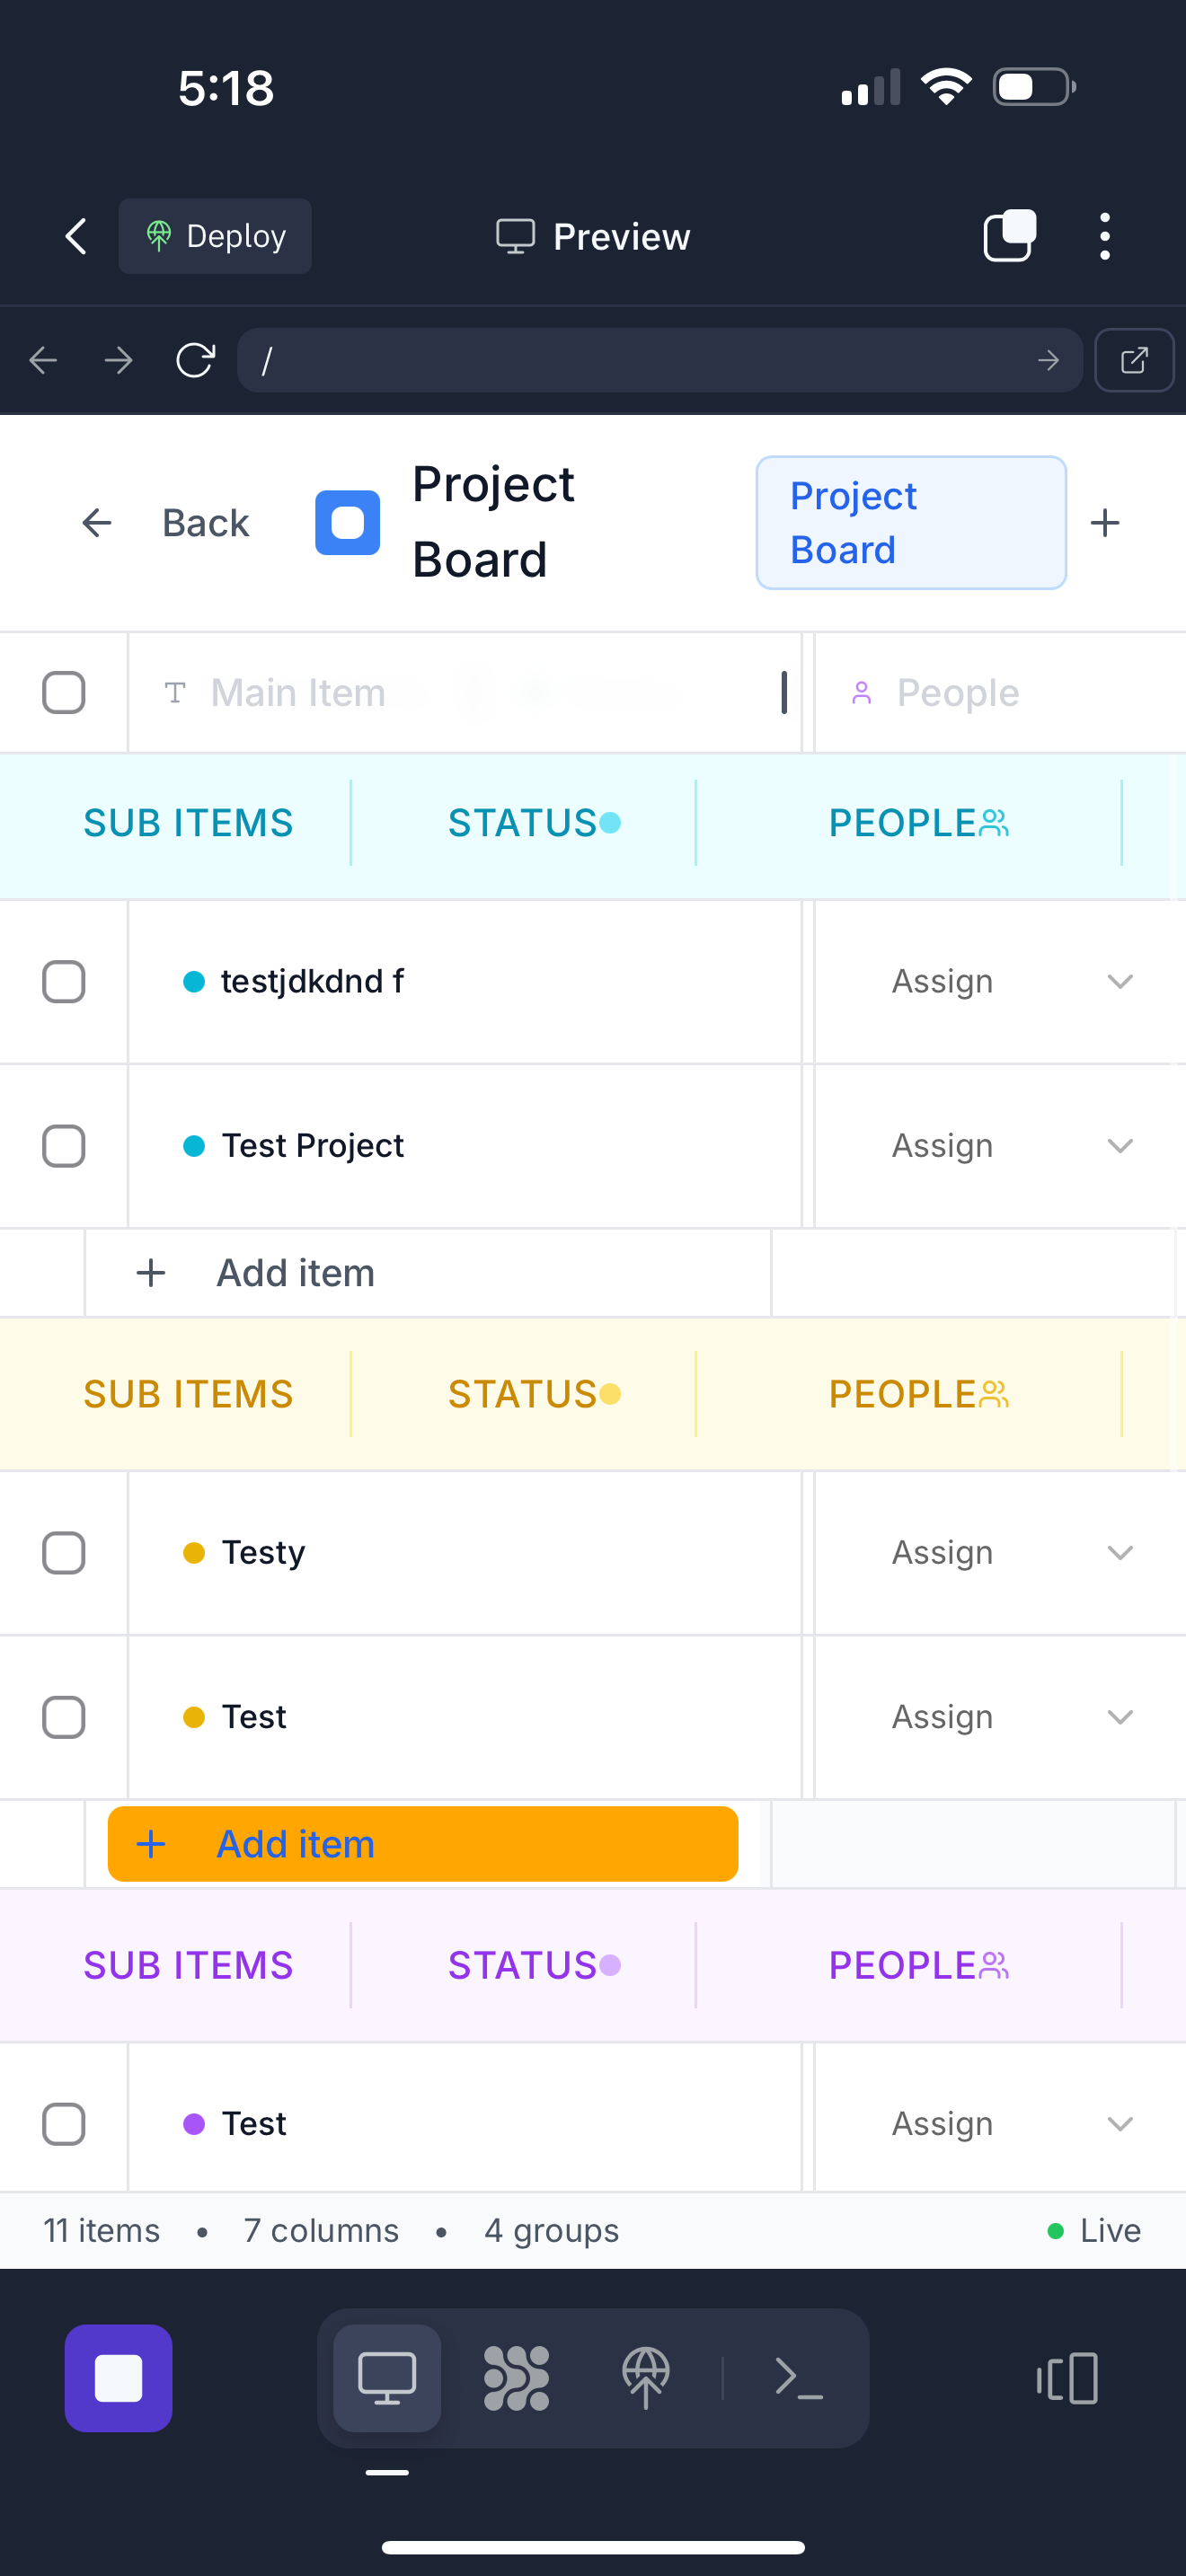 5:18
Deploy
Preview
/
Back
Project
Board
Project
Board
Main Item
People
SUB ITEMS STATUS PEOPLE
testjdkdnd f Assign
Test Project Assign
Add item
SUB ITEMS STATUS PEOPLE
Testy Assign
Test Assign
Add item
SUB ITEMS STATUS PEOPLE
Test Assign
11 items • 7 columns • 4 groups Live